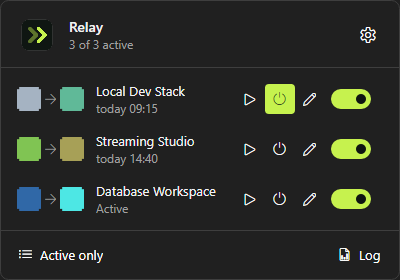 Relay
3 of 3 active
Local Dev Stack
today 09:15
Streaming Studio
today 14:40
Database Workspace
Active
Active only
Log